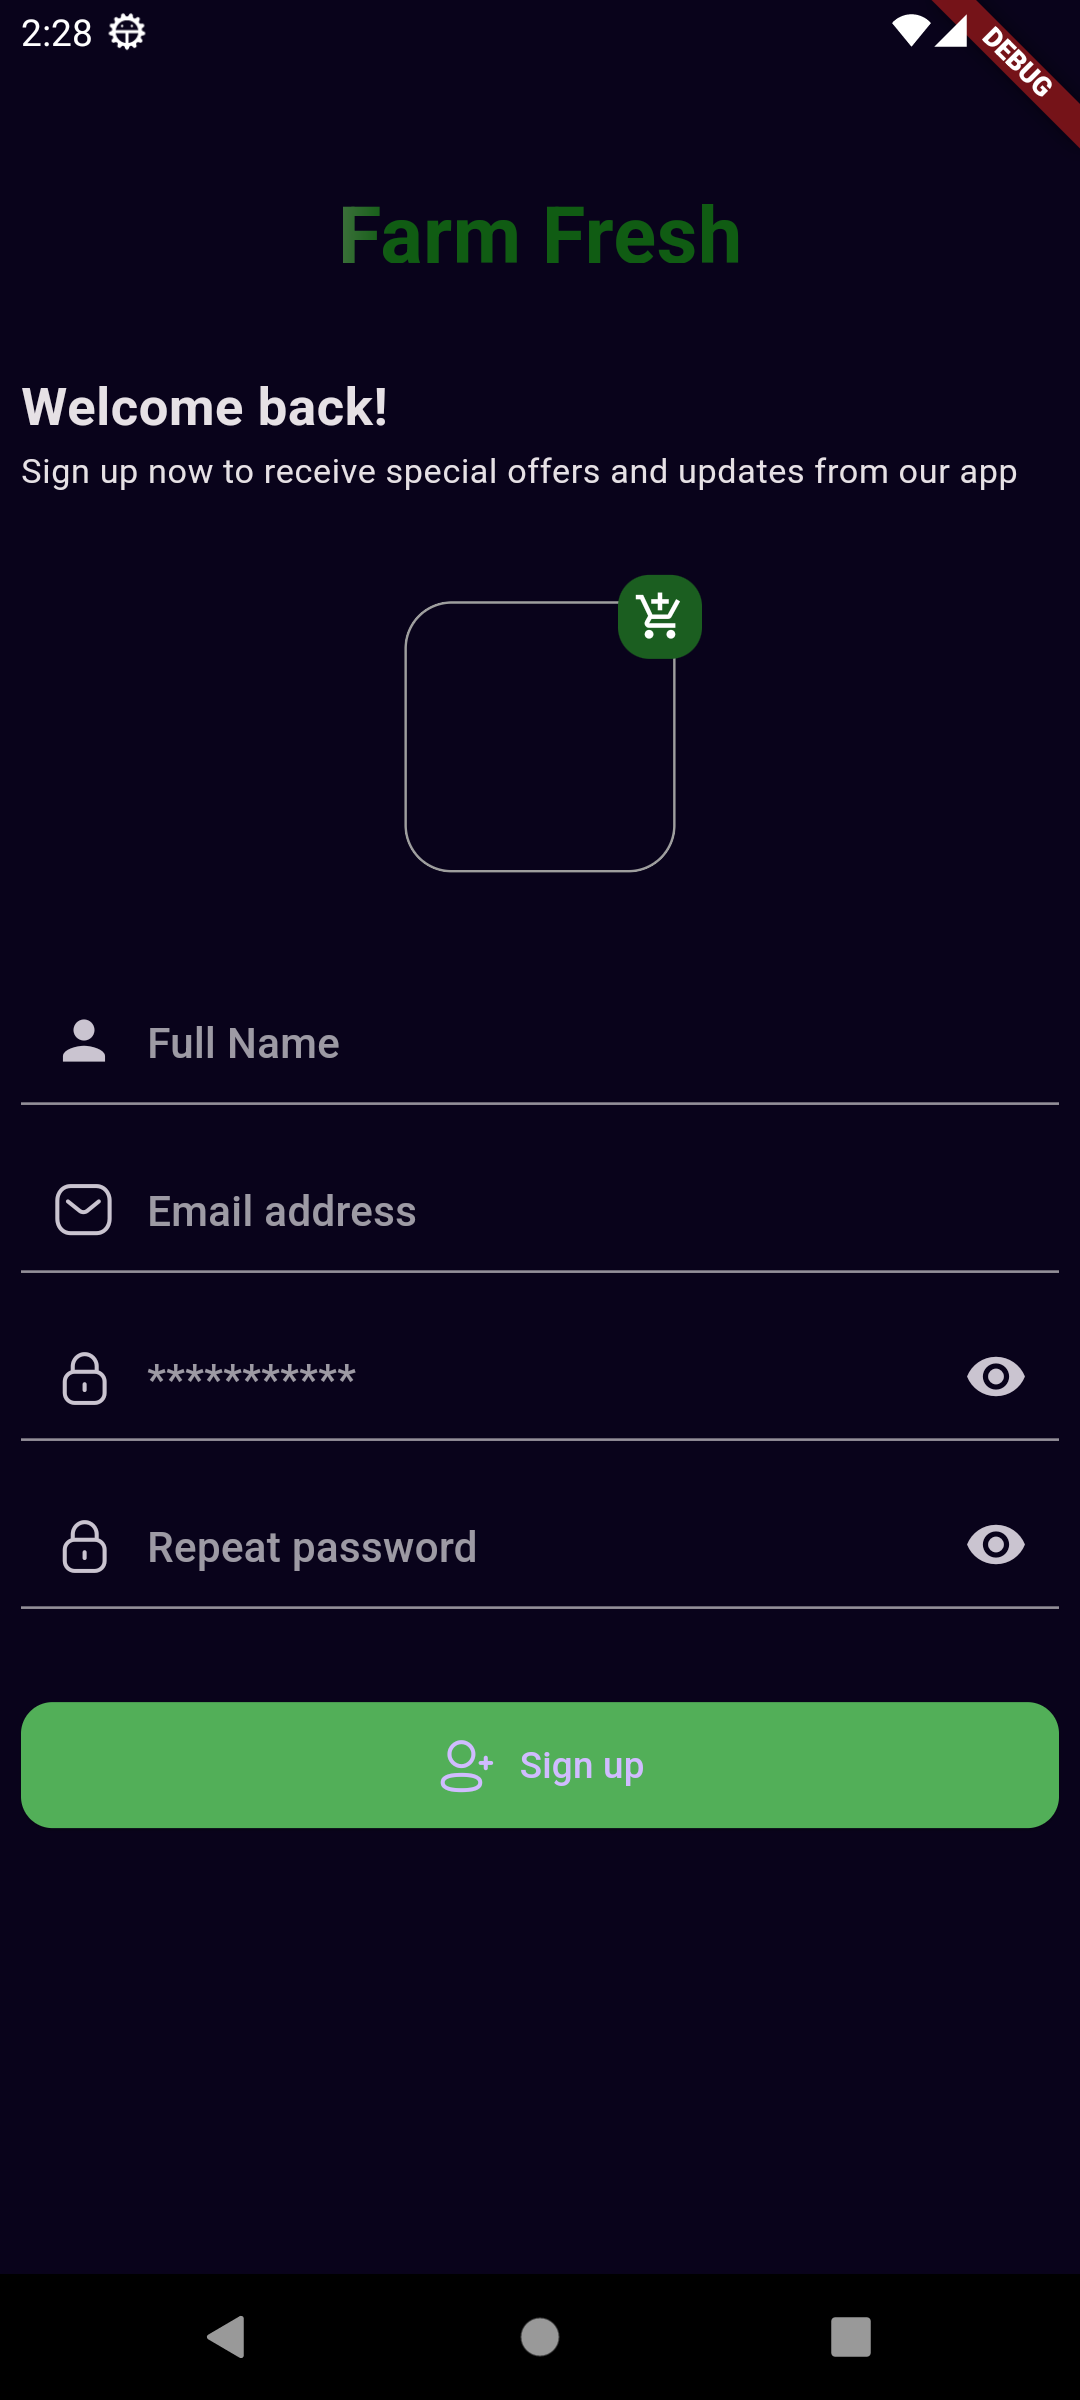 2:28
DEBUG
Farm Fresh
Welcome back!
Sign up now to receive special offers and updates from our app
Full Name
Email address
***********
Repeat password
Sign up